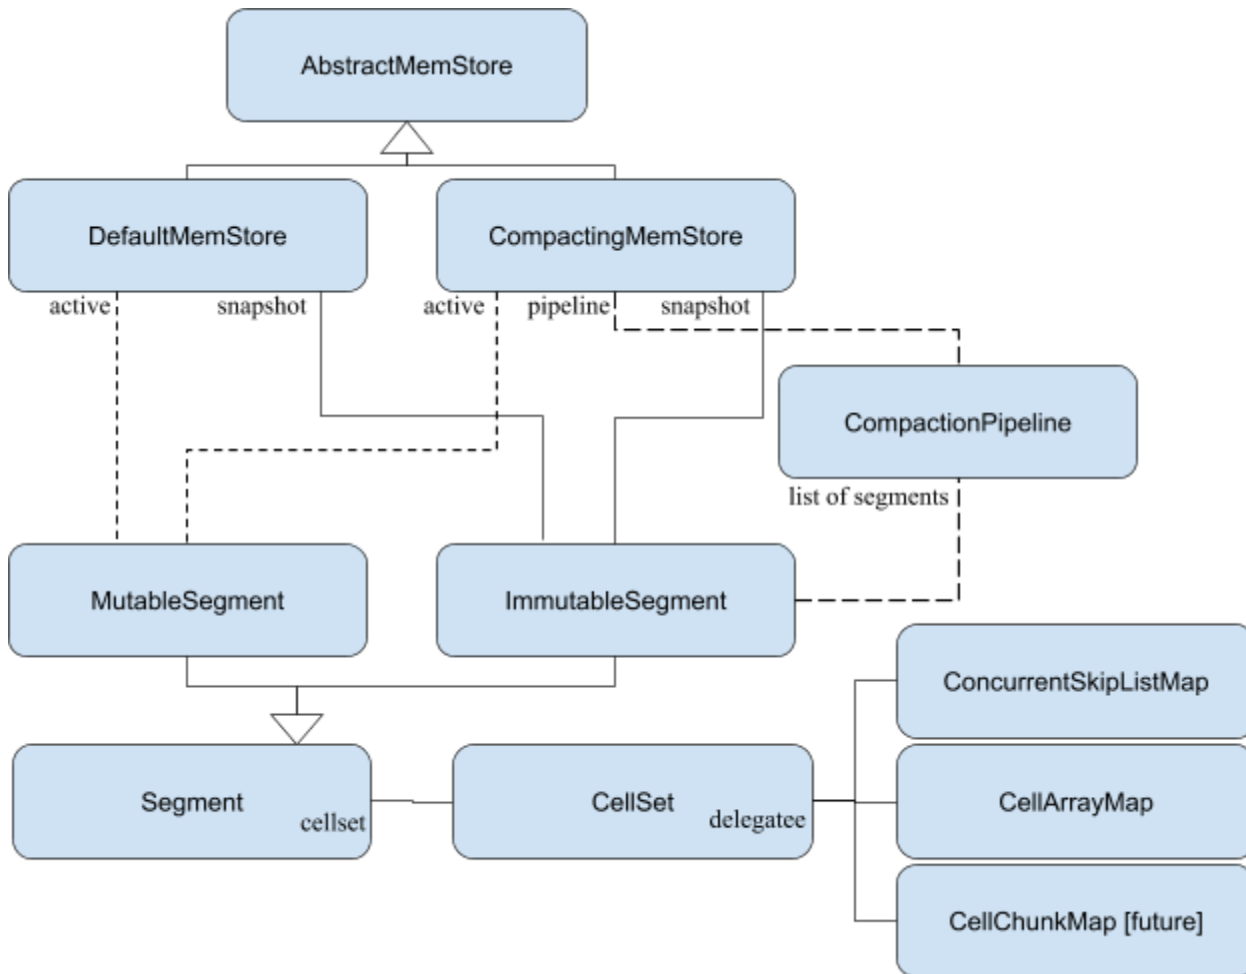 AbstractMemStore
DefaultMemStore
CompactingMemStore
active
snapshot
active
pipeline
snapshot
CompactionPipeline
list of segments
MutableSegment
ImmutableSegment
ConcurrentSkipListMap
Segment
cellset
CellSet
delegatee
CellArrayMap
CellChunkMap [future]